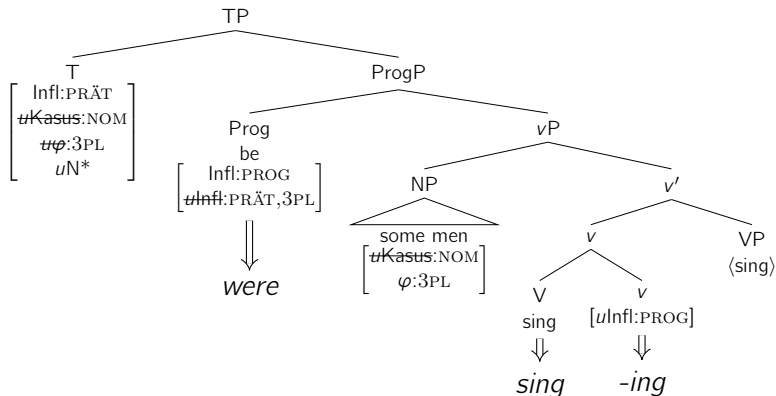 TP
T ProgP
Infl:PRÄT
uKasus:NOM
uφ:3PL
uN*
Prog vP
be
Infl:PROG
uInfl:PRÄT,3PL
were
NP v′
some men
uKasus:NOM
φ:3PL
v VP
⟨sing⟩
V v
sing [uInfl:PROG]
sing -ing